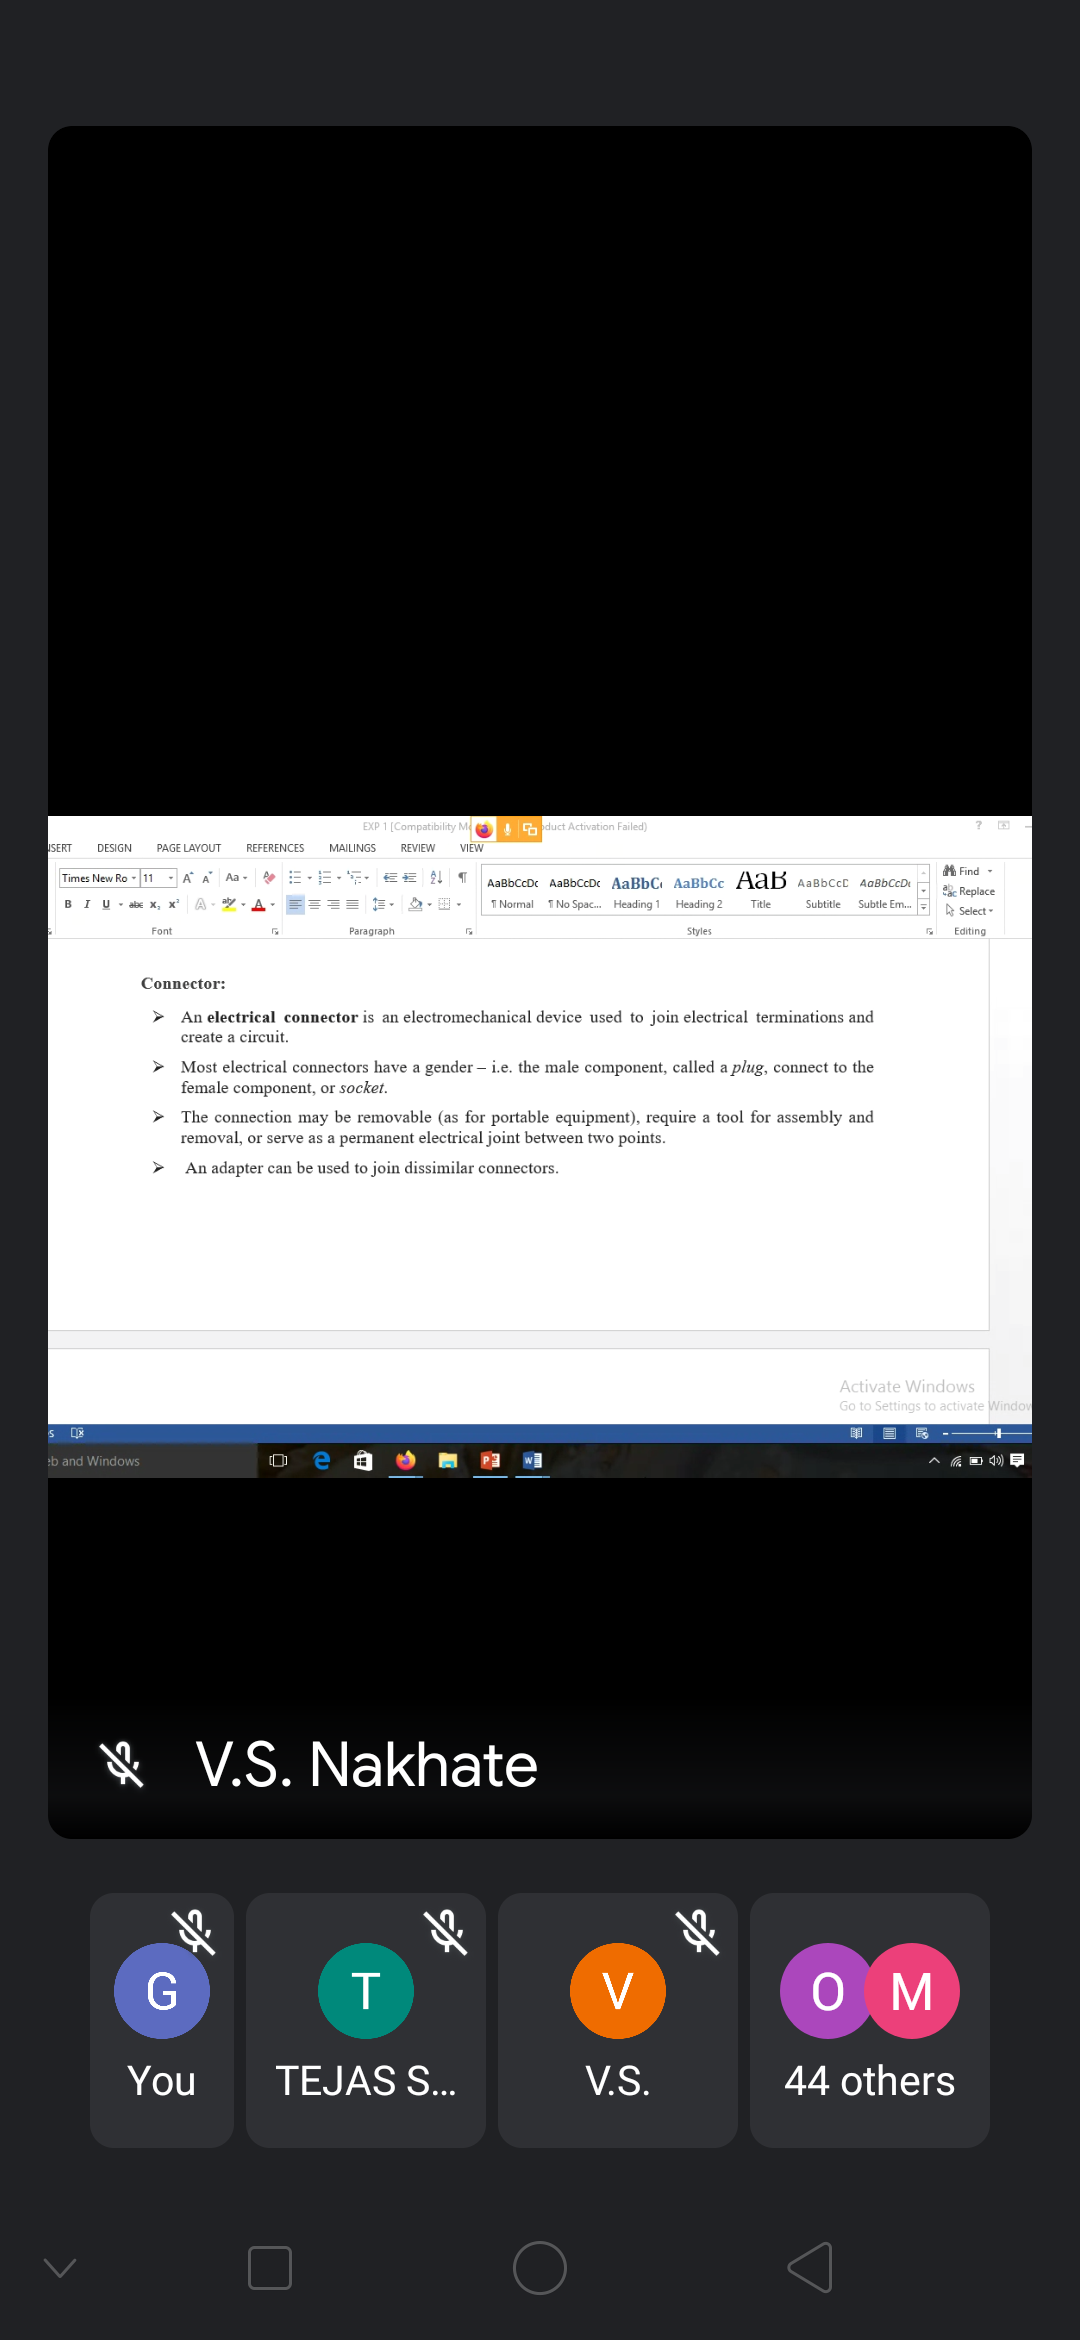 EXP 1 [Compatibility Mo duct Activation Failed)
SERT DESIGN PAGE LAYOUT REFERENCES MAILINGS REVIEW VIEW
Times New Ro 11 Aa
AaBbCcDc AaBbCcDc AaBbC AaBbCc AaB AaBbCcD AaBbCcDc
Find
Replace
Select
B I U abc X₂ X² A A
¶ Normal ¶ No Spac... Heading 1 Heading 2 Title Subtitle Subtle Em...
Font Paragraph Styles Editing
Connector:
➢ An electrical connector is an electromechanical device used to join electrical terminations and
create a circuit.
➢ Most electrical connectors have a gender – i.e. the male component, called a plug, connect to the
female component, or socket.
➢ The connection may be removable (as for portable equipment), require a tool for assembly and
removal, or serve as a permanent electrical joint between two points.
➢ An adapter can be used to join dissimilar connectors.
Activate Windows
Go to Settings to activate Window
eb and Windows
V.S. Nakhate
G T V O M
You TEJAS S... V.S. 44 others